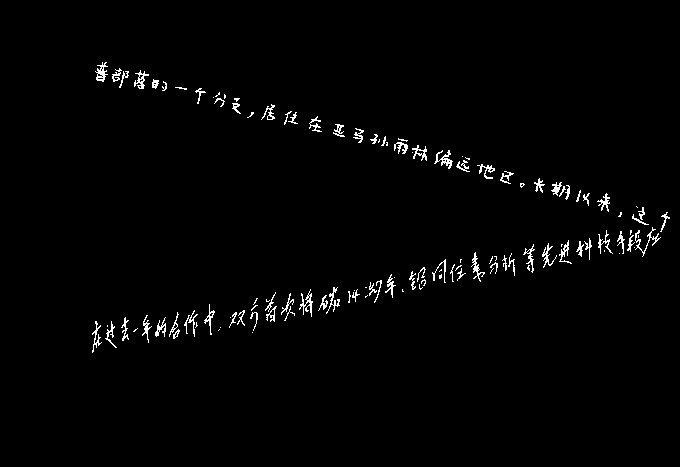 普部落的一个分支，居住在亚马孙雨林偏远地区。长期以来，这个
在过去一年的合作中，双方首次将碳14测年、铅同位素分析等先进科技手段应